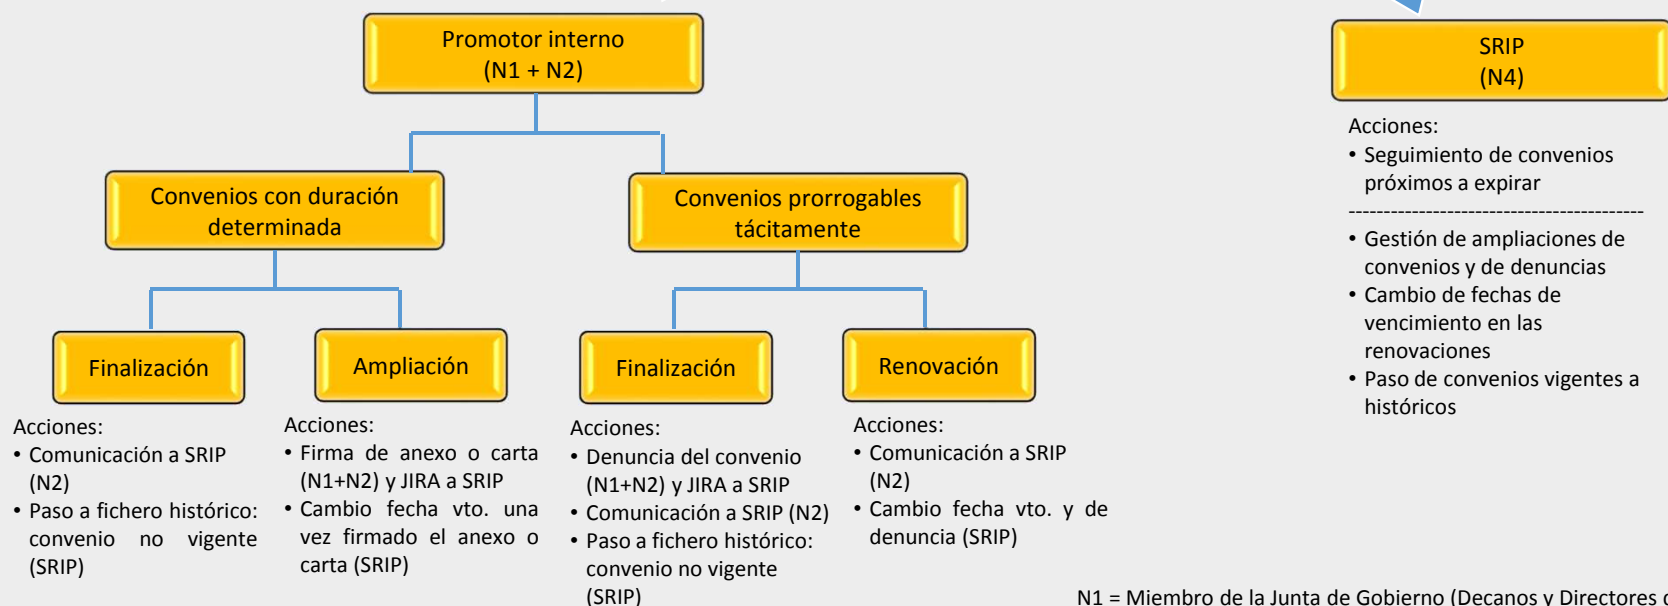 Promotor interno
(N1 + N2)
SRIP
(N4)
Acciones:
• Seguimiento de convenios
próximos a expirar
------------------------------------------
• Gestión de ampliaciones de
convenios y de denuncias
• Cambio de fechas de
vencimiento en las
renovaciones
• Paso de convenios vigentes a
históricos
Convenios con duración
determinada
Convenios prorrogables
tácitamente
Finalización
Ampliación
Finalización
Renovación
Acciones:
• Comunicación a SRIP
(N2)
• Paso a fichero histórico:
convenio no vigente
(SRIP)
Acciones:
• Firma de anexo o carta
(N1+N2) y JIRA a SRIP
• Cambio fecha vto. una
vez firmado el anexo o
carta (SRIP)
Acciones:
• Denuncia del convenio
(N1+N2) y JIRA a SRIP
• Comunicación a SRIP (N2)
• Paso a fichero histórico:
convenio no vigente
(SRIP)
Acciones:
• Comunicación a SRIP
(N2)
• Cambio fecha vto. y de
denuncia (SRIP)
N1 = Miembro de la Junta de Gobierno (Decanos y Directores